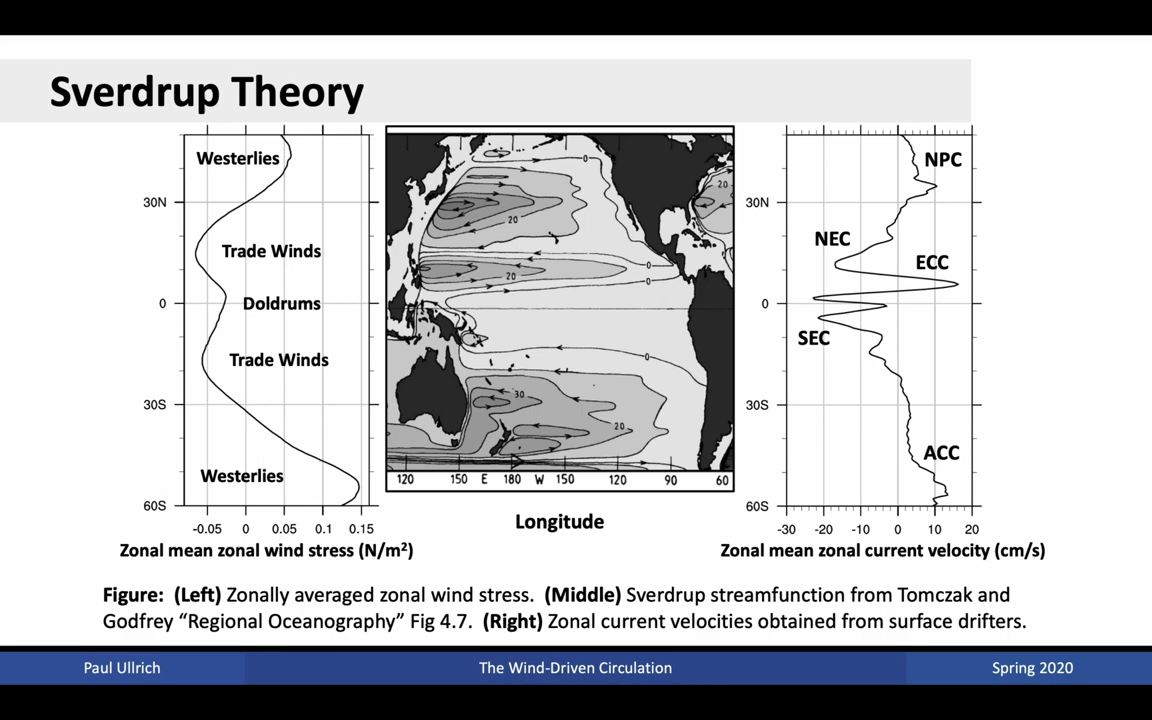 Sverdrup Theory
Westerlies
30N
Trade Winds
0
Doldrums
Trade Winds
30S
Westerlies
60S
-0.05 0 0.05 0.1 0.15
Zonal mean zonal wind stress (N/m²)
0
20
20
0
20
0
0
30
20
120 150 E 180 W 150 120 90 60
Longitude
NPC
30N
NEC
ECC
0
SEC
30S
ACC
60S
-30 -20 -10 0 10 20
Zonal mean zonal current velocity (cm/s)
Figure: (Left) Zonally averaged zonal wind stress. (Middle) Sverdrup streamfunction from Tomczak and
Godfrey “Regional Oceanography” Fig 4.7. (Right) Zonal current velocities obtained from surface drifters.
Paul Ullrich
The Wind-Driven Circulation
Spring 2020